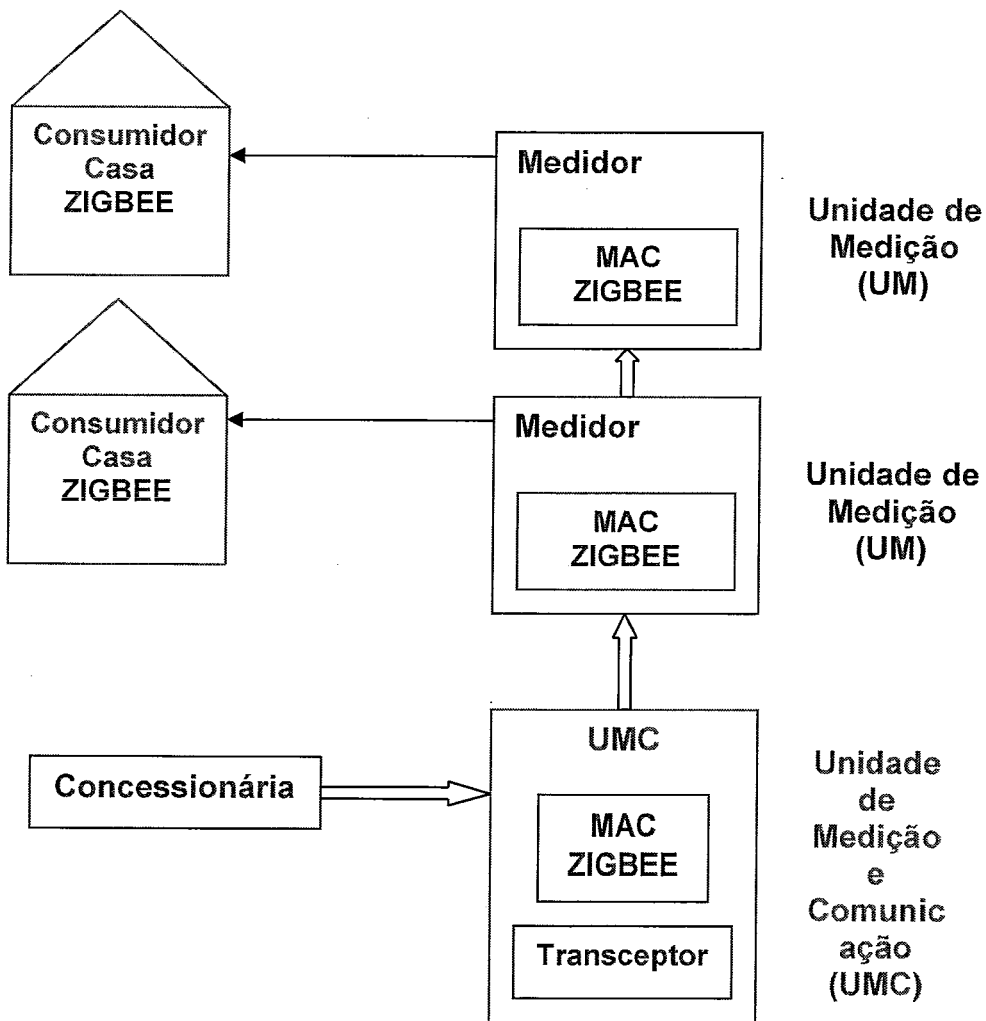 Consumidor
Casa
ZIGBEE
Medidor
MAC
ZIGBEE
Unidade de
Medição
(UM)
Consumidor
Casa
ZIGBEE
Medidor
MAC
ZIGBEE
Unidade de
Medição
(UM)
Concessionária
UMC
MAC
ZIGBEE
Transceptor
Unidade
de
Medição
e
Comunic
ação
(UMC)